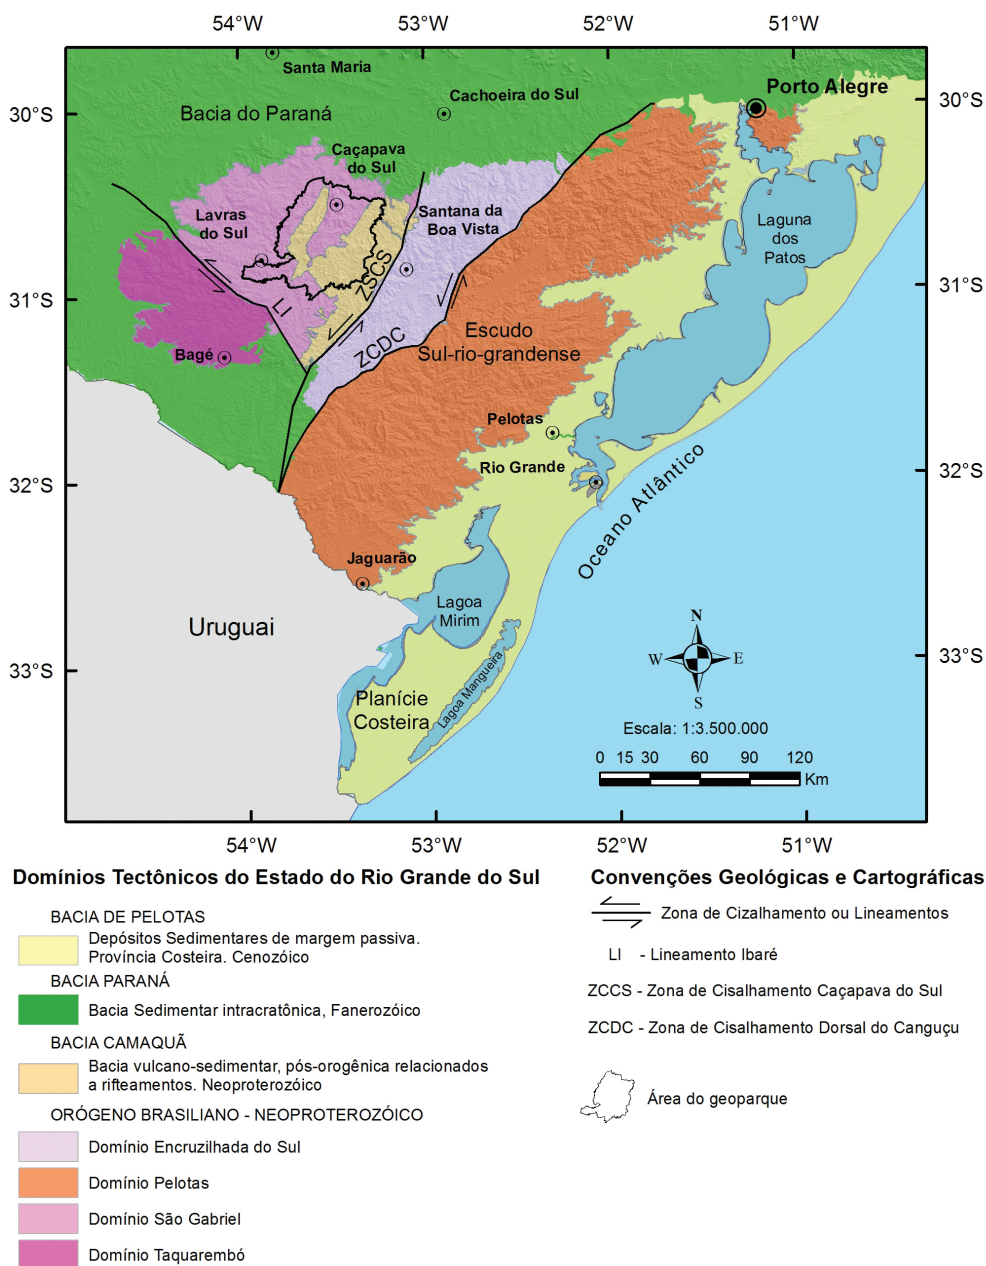 54°W 53°W 52°W 51°W
Santa Maria
Porto Alegre
Cachoeira do Sul
30°S
30°S
Bacia do Paraná
Caçapava
do Sul
Lavras
do Sul
Santana da
Boa Vista
Laguna
dos
Patos
ZSCS
31°S
31°S
LI
Escudo
Sul-rio-grandense
ZCDC
Bagé
Pelotas
Rio Grande
32°S
32°S
Oceano Atlântico
Jaguarão
Lagoa
Mirim
Uruguai
N
W E
S
33°S
33°S
Lagoa Mangueira
Planície
Costeira
Escala: 1:3.500.000
0 15 30 60 90 120
Km
54°W 53°W 52°W 51°W
Domínios Tectônicos do Estado do Rio Grande do Sul
BACIA DE PELOTAS
Depósitos Sedimentares de margem passiva.
Província Costeira. Cenozóico
BACIA PARANÁ
Bacia Sedimentar intracratônica, Fanerozóico
BACIA CAMAQUÃ
Bacia vulcano-sedimentar, pós-orogênica relacionados
a rifteamentos. Neoproterozóico
ORÓGENO BRASILIANO - NEOPROTEROZÓICO
Domínio Encruzilhada do Sul
Domínio Pelotas
Domínio São Gabriel
Domínio Taquarembó
Convenções Geológicas e Cartográficas
Zona de Cizalhamento ou Lineamentos
LI - Lineamento Ibaré
ZCCS - Zona de Cisalhamento Caçapava do Sul
ZCDC - Zona de Cisalhamento Dorsal do Canguçu
Área do geoparque